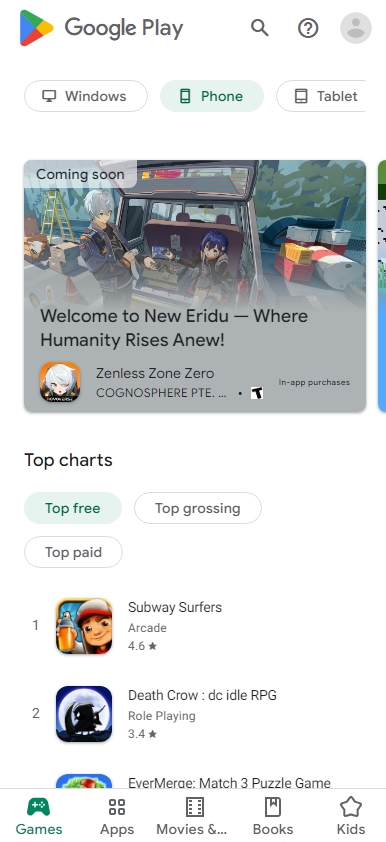 Google Play
Windows
Phone
Tablet
Coming soon
Welcome to New Eridu — Where
Humanity Rises Anew!
Zenless Zone Zero
COGNOSPHERE PTE. ... • T
In-app purchases
Top charts
Top free
Top grossing
Top paid
1
Subway Surfers
Arcade
4.6 ★
2
Death Crow : dc idle RPG
Role Playing
3.4 ★
EverMerge: Match 3 Puzzle Game
Games
Apps
Movies &...
Books
Kids